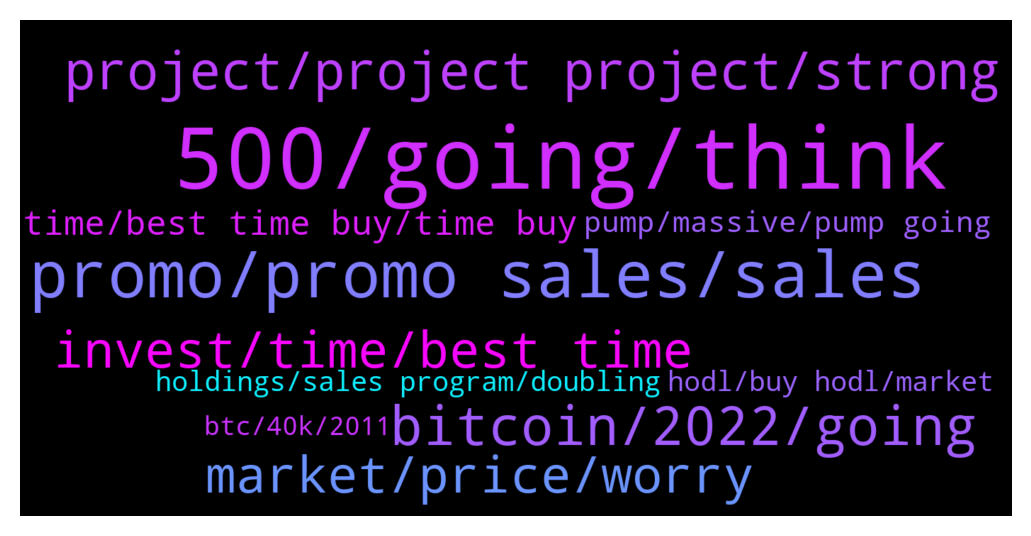 project/project project/strong
500/going/think
time/best time buy/time buy pump/massive/pump going
promo/promo sales/sales
invest/time/best time
holdings/sales program/doubling hodl/buy hodl/market
btc/40k/2011 bitcoin/2022/going
market/price/worry